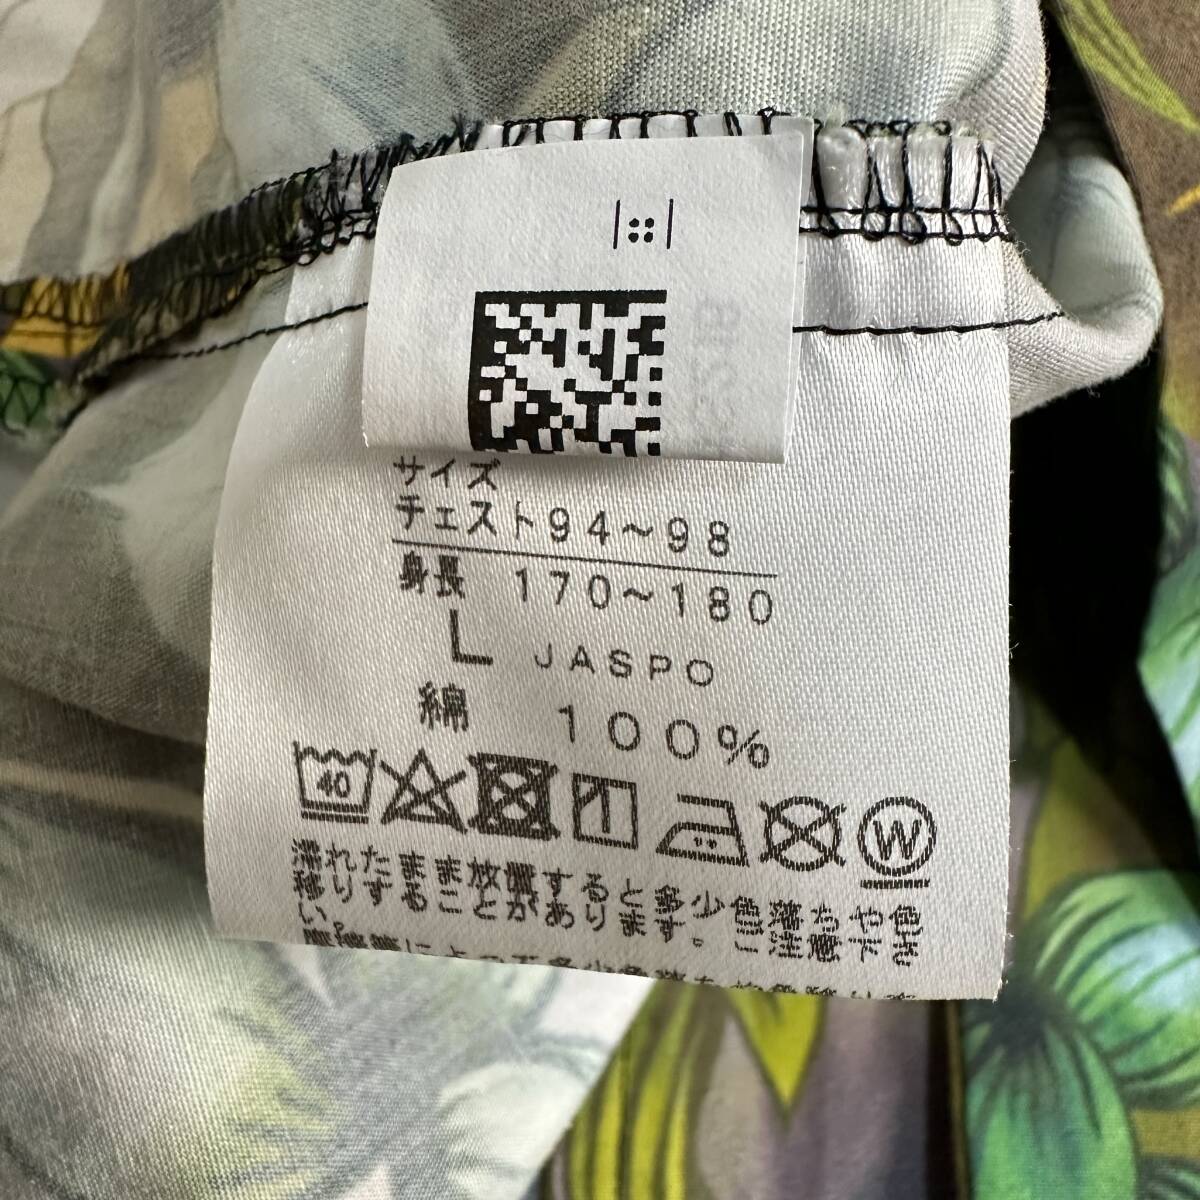 サイズ
チェスト94～98
身長 170～180
L JASPO
綿 100%
40 W
濡れたまま放置すると多少色落ちや色
移りすることがあります。ご注意下さ
い。